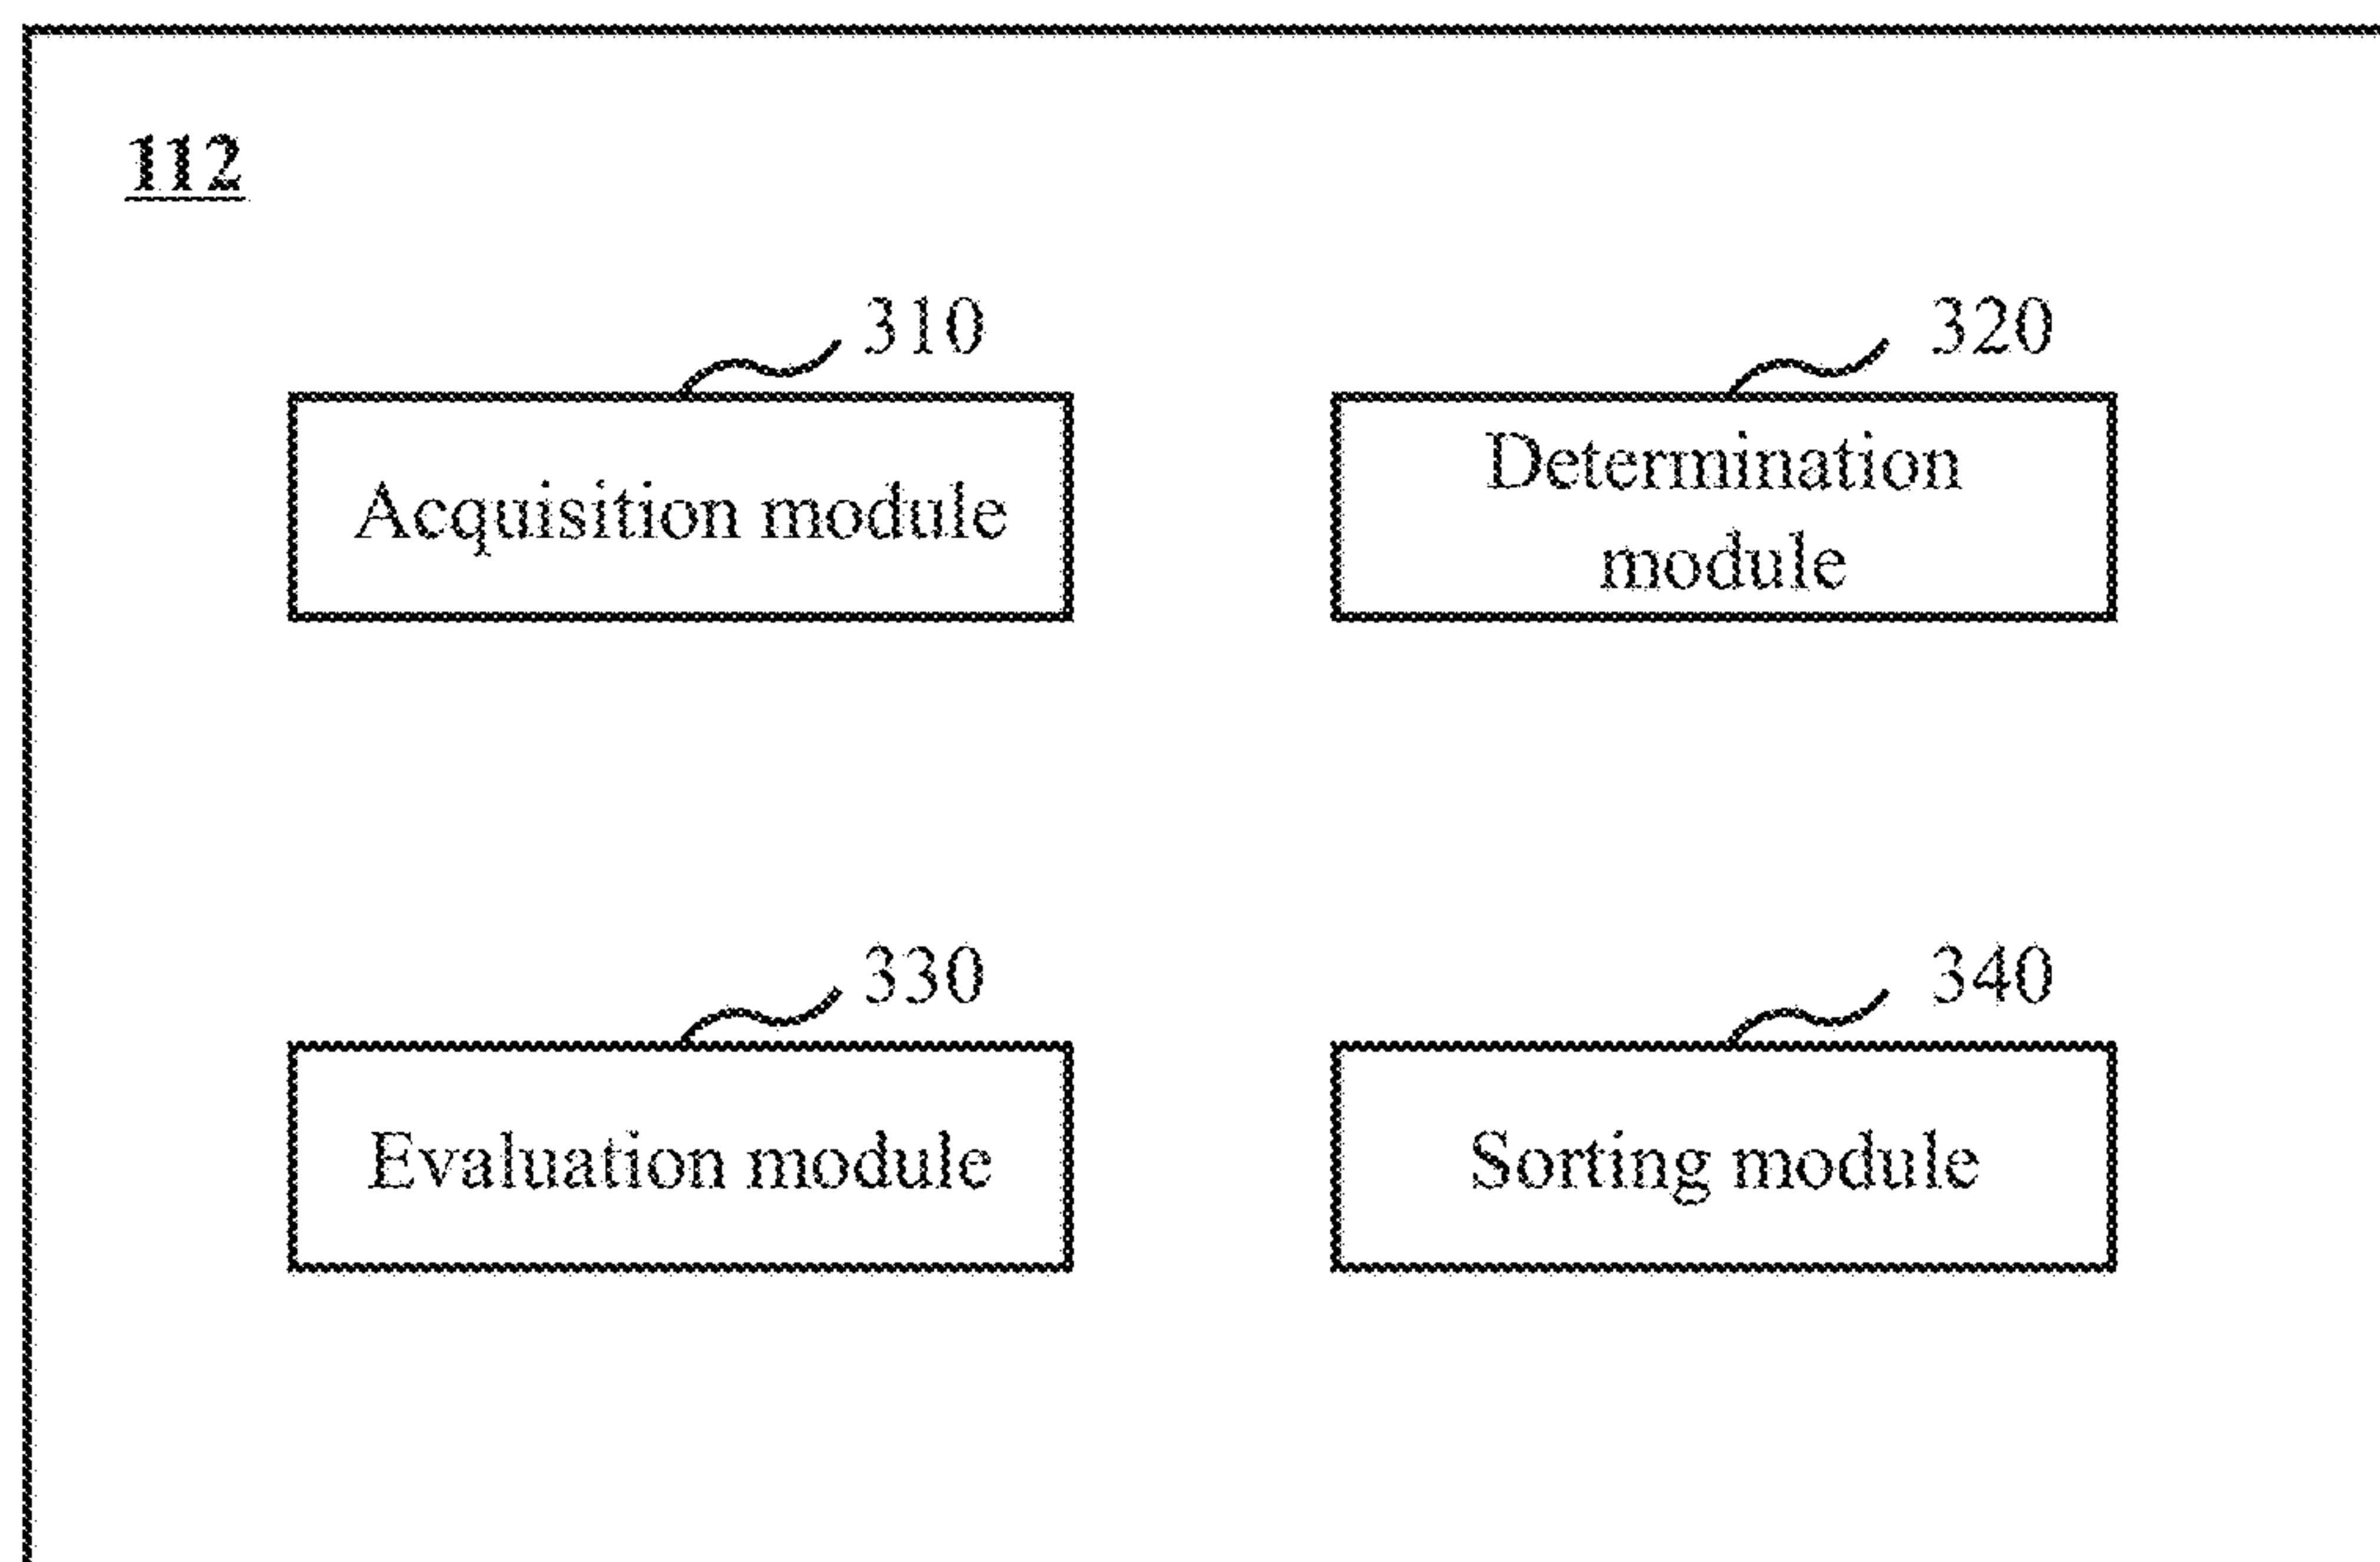 112
310
320
Acquisition module
Determination
module
330
340
Evaluation module
Sorting module